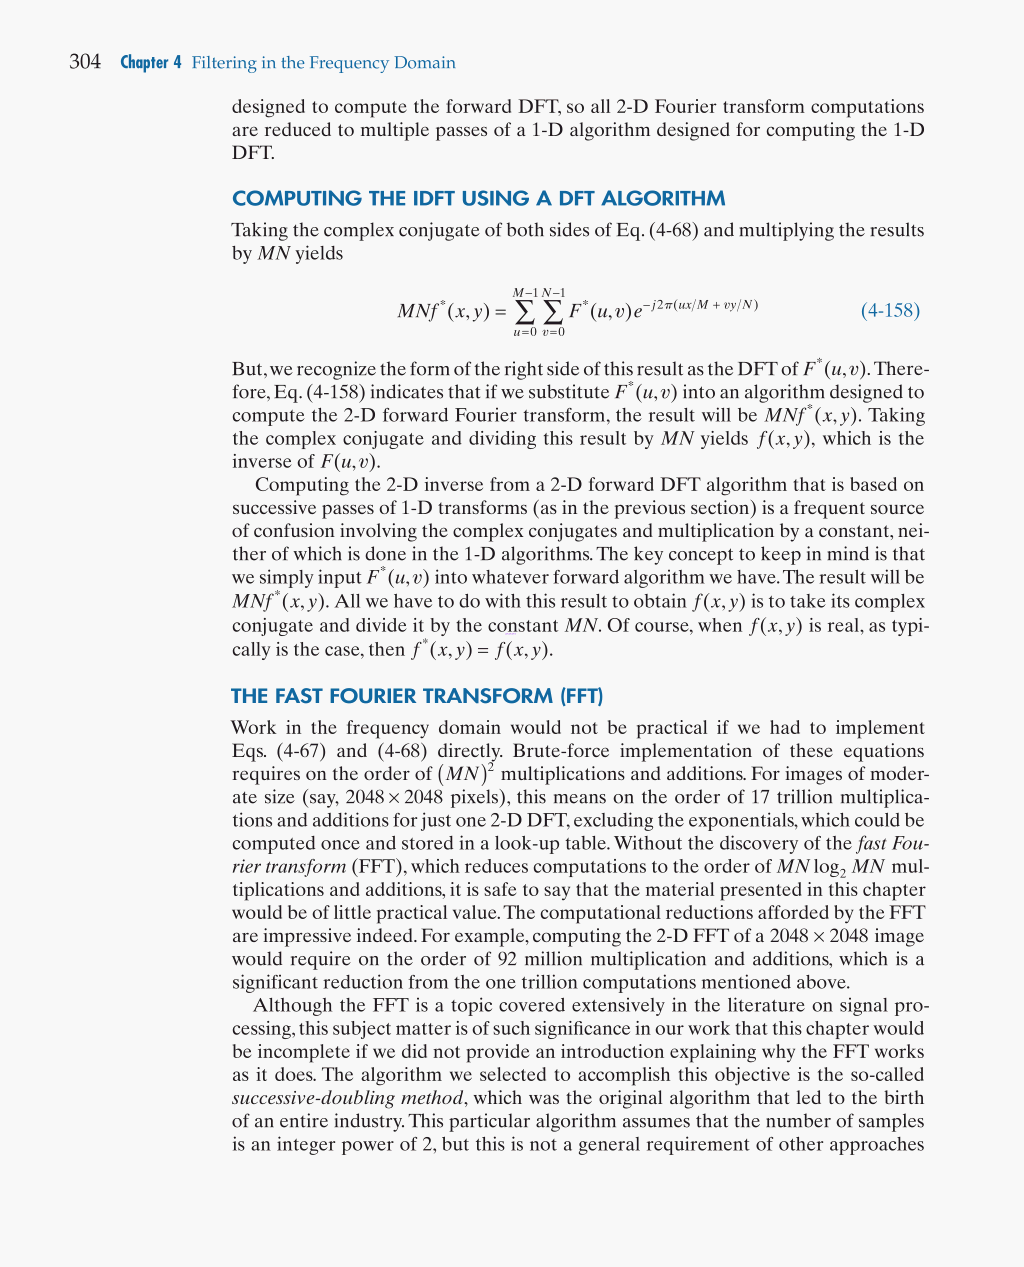 304 Chapter 4 Filtering in the Frequency Domain
designed to compute the forward DFT, so all 2-D Fourier transform computations
are reduced to multiple passes of a 1-D algorithm designed for computing the 1-D
DFT.
COMPUTING THE IDFT USING A DFT ALGORITHM
Taking the complex conjugate of both sides of Eq. (4-68) and multiplying the results
by MN yields
MNf*(x, y) = ∑_{u=0}^{M−1} ∑_{v=0}^{N−1} F*(u, v)e^{−j2π(ux/M + vy/N)} (4-158)
But, we recognize the form of the right side of this result as the DFT of F*(u, v). There-
fore, Eq. (4-158) indicates that if we substitute F*(u, v) into an algorithm designed to
compute the 2-D forward Fourier transform, the result will be MNf*(x, y). Taking
the complex conjugate and dividing this result by MN yields f(x, y), which is the
inverse of F(u, v).
Computing the 2-D inverse from a 2-D forward DFT algorithm that is based on
successive passes of 1-D transforms (as in the previous section) is a frequent source
of confusion involving the complex conjugates and multiplication by a constant, nei-
ther of which is done in the 1-D algorithms. The key concept to keep in mind is that
we simply input F*(u, v) into whatever forward algorithm we have. The result will be
MNf*(x, y). All we have to do with this result to obtain f(x, y) is to take its complex
conjugate and divide it by the constant MN. Of course, when f(x, y) is real, as typi-
cally is the case, then f*(x, y) = f(x, y).
THE FAST FOURIER TRANSFORM (FFT)
Work in the frequency domain would not be practical if we had to implement
Eqs. (4-67) and (4-68) directly. Brute-force implementation of these equations
requires on the order of (MN)² multiplications and additions. For images of moder-
ate size (say, 2048 × 2048 pixels), this means on the order of 17 trillion multiplica-
tions and additions for just one 2-D DFT, excluding the exponentials, which could be
computed once and stored in a look-up table. Without the discovery of the fast Fou-
rier transform (FFT), which reduces computations to the order of MN log₂ MN mul-
tiplications and additions, it is safe to say that the material presented in this chapter
would be of little practical value. The computational reductions afforded by the FFT
are impressive indeed. For example, computing the 2-D FFT of a 2048 × 2048 image
would require on the order of 92 million multiplication and additions, which is a
significant reduction from the one trillion computations mentioned above.
Although the FFT is a topic covered extensively in the literature on signal pro-
cessing, this subject matter is of such significance in our work that this chapter would
be incomplete if we did not provide an introduction explaining why the FFT works
as it does. The algorithm we selected to accomplish this objective is the so-called
successive-doubling method, which was the original algorithm that led to the birth
of an entire industry. This particular algorithm assumes that the number of samples
is an integer power of 2, but this is not a general requirement of other approaches